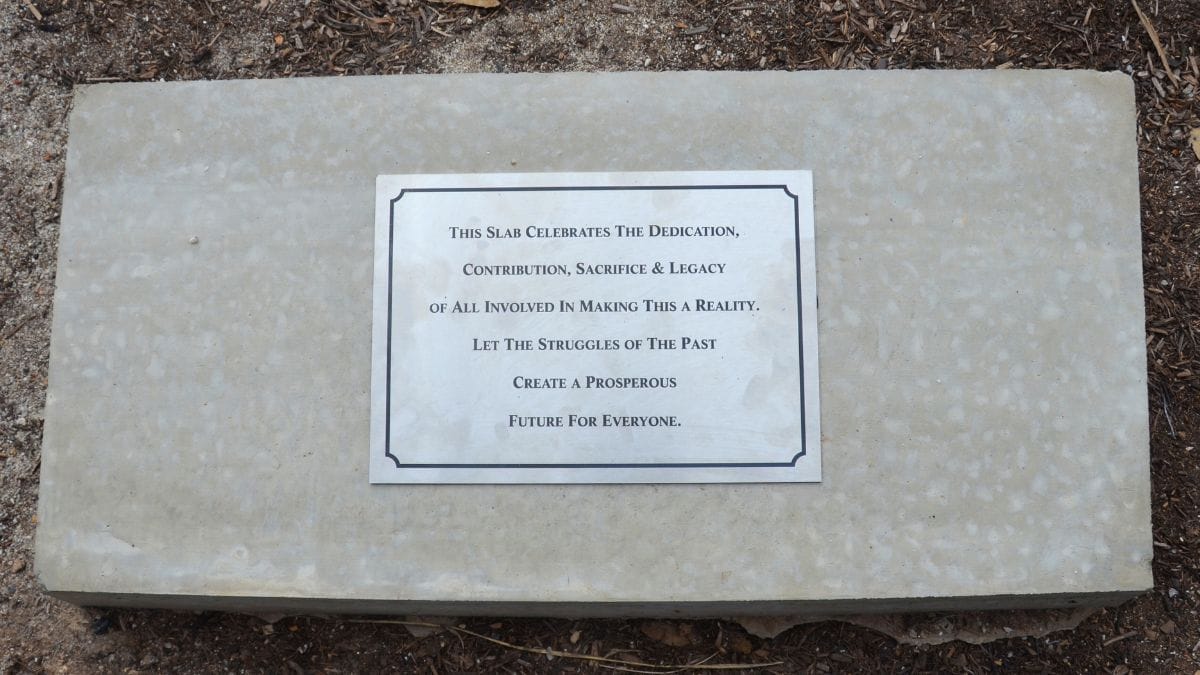 This Slab Celebrates The Dedication,
Contribution, Sacrifice & Legacy
of All Involved In Making This a Reality.
Let The Struggles of The Past
Create a Prosperous
Future For Everyone.